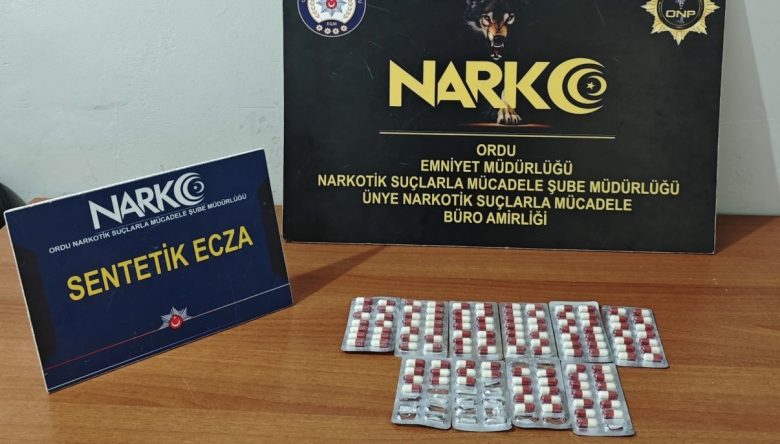 ONP
NARKO
ORDU
EMNİYET MÜDÜRLÜĞÜ
NARKOTİK SUÇLARLA MÜCADELE ŞUBE MÜDÜRLÜĞÜ
ÜNYE NARKOTİK SUÇLARLA MÜCADELE
BÜRO AMİRLİĞİ
NARKO
ORDU NARKOTİK SUÇLARLA MÜCADELE ŞUBE MÜDÜRLÜĞÜ
SENTETİK ECZA